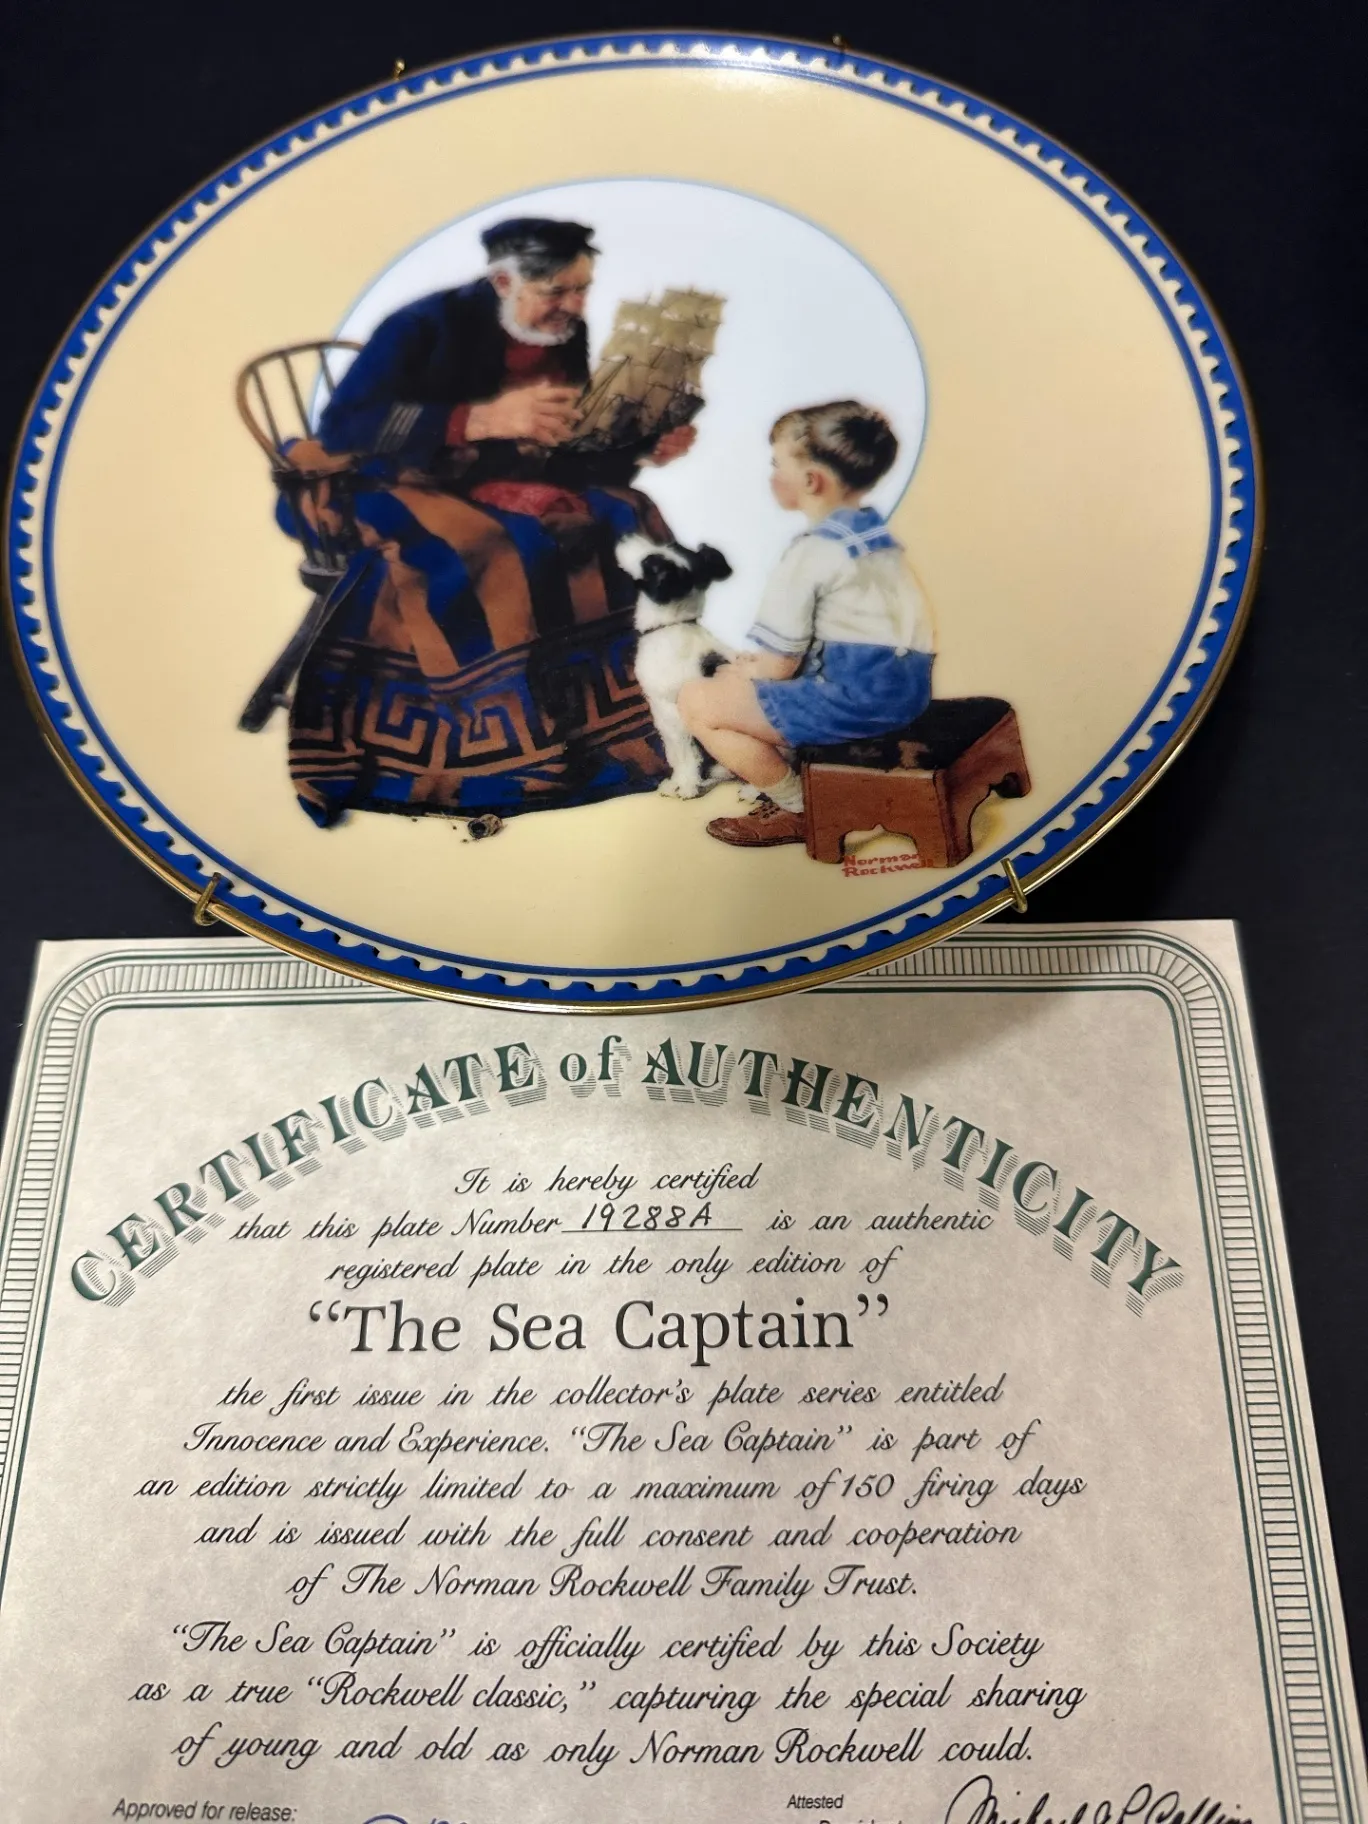 Norman
Rockwell
CERTIFICATE of AUTHENTICITY
It is hereby certified
that this plate Number 19288A is an authentic
registered plate in the only edition of
“The Sea Captain”
the first issue in the collector's plate series entitled
Innocence and Experience. “The Sea Captain” is part of
an edition strictly limited to a maximum of 150 firing days
and is issued with the full consent and cooperation
of The Norman Rockwell Family Trust.
“The Sea Captain” is officially certified by this Society
as a true “Rockwell classic,” capturing the special sharing
of young and old as only Norman Rockwell could.
Approved for release:
Attested
Michael